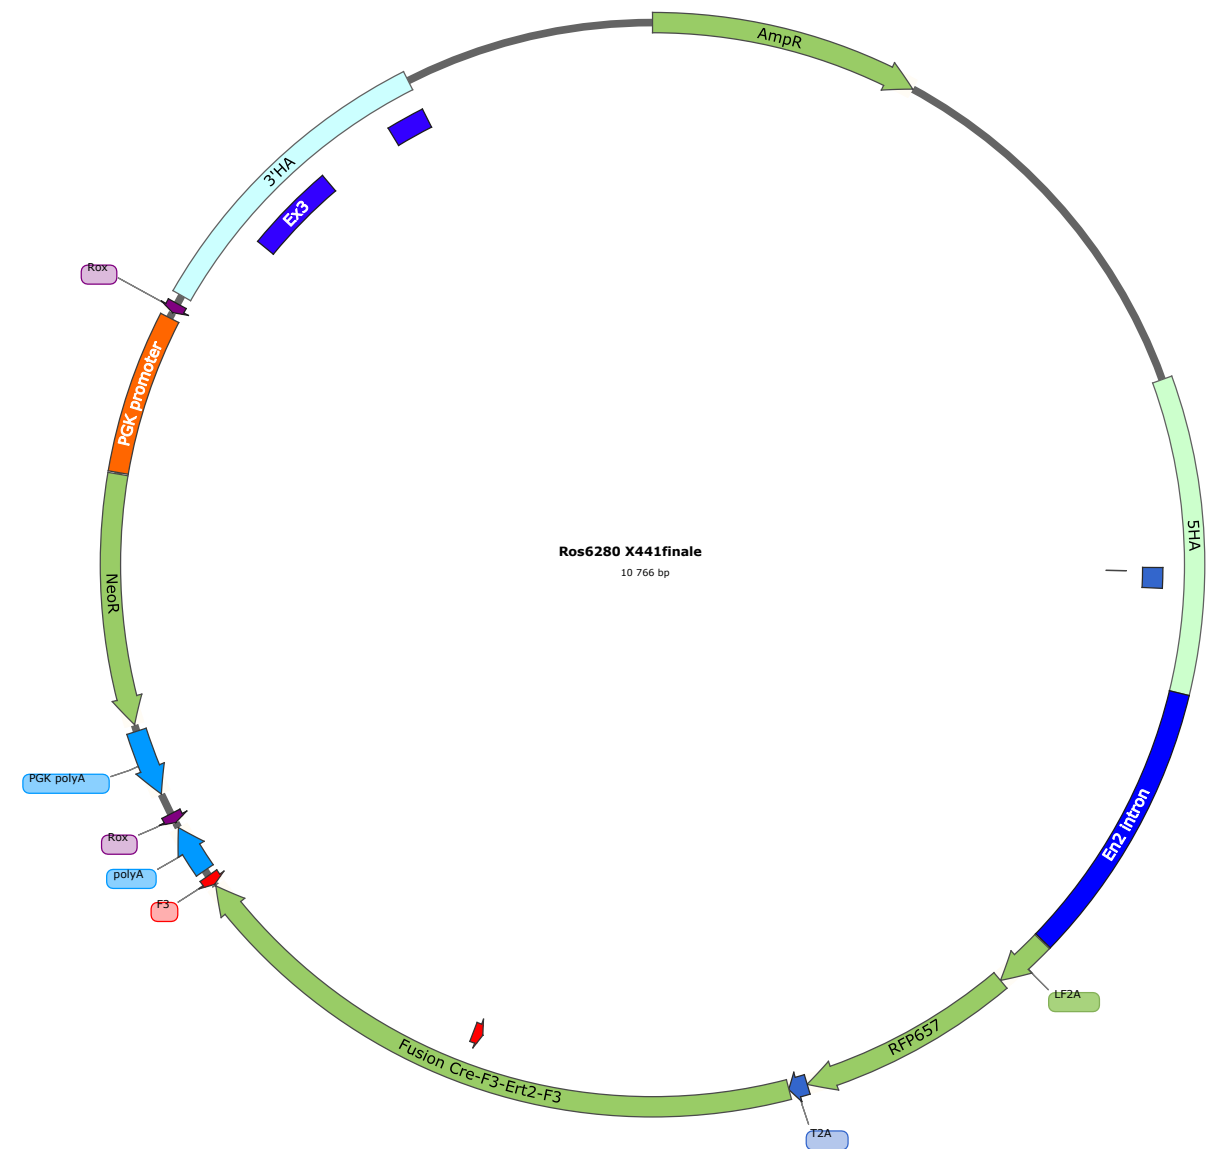 AmpR
3'HA
Ex3
Rox
PGK promoter
5HA
Ros6280 X441finale
10 766 bp
NeoR
PGK polyA
En2 intron
Rox
polyA
F3
LF2A
RFP657
Fusion Cre-F3-Ert2-F3
T2A